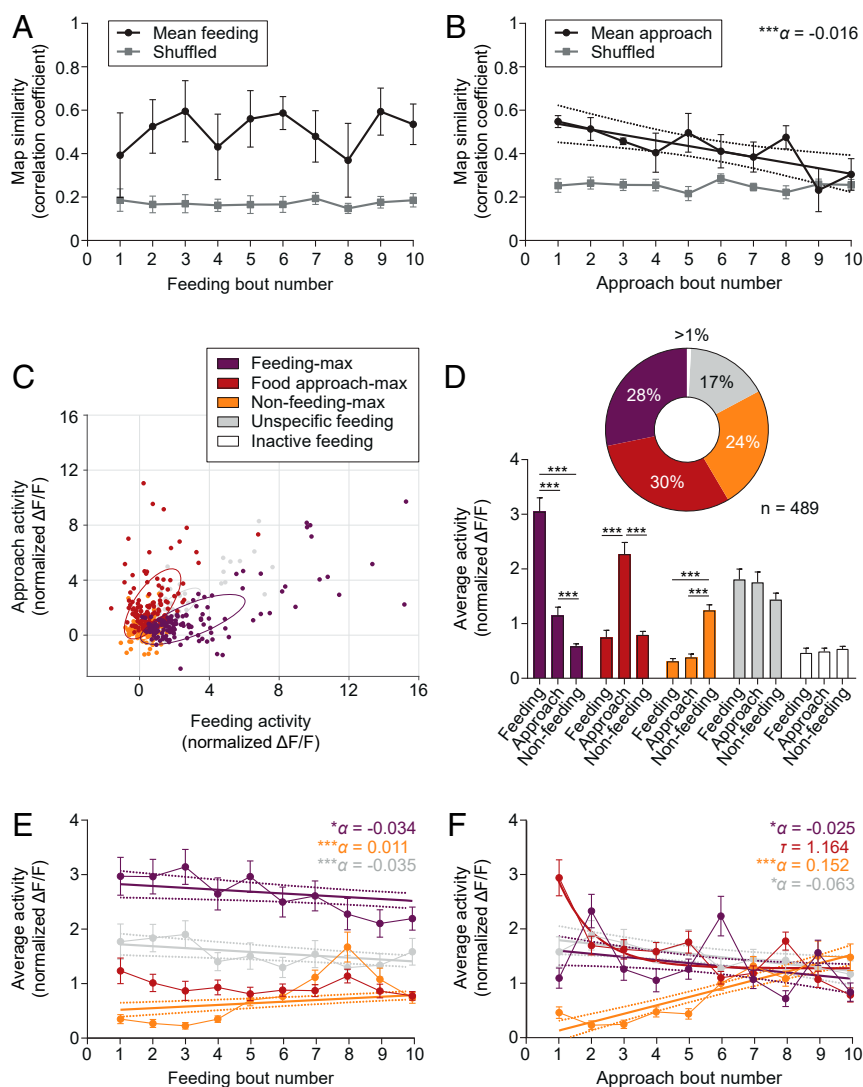 A
Mean feeding
Shuffled
Map similarity
(correlation coefficient)
1
0.8
0.6
0.4
0.2
0
0 1 2 3 4 5 6 7 8 9 10
Feeding bout number
B
Mean approach
Shuffled
***α = -0.016
Map similarity
(correlation coefficient)
1
0.8
0.6
0.4
0.2
0
0 1 2 3 4 5 6 7 8 9 10
Approach bout number
C
Feeding-max
Food approach-max
Non-feeding-max
Unspecific feeding
Inactive feeding
Approach activity
(normalized ΔF/F)
16
12
8
4
0
0 4 8 12 16
Feeding activity
(normalized ΔF/F)
D
>1%
17%
28%
24%
30%
n = 489
Average activity
(normalized ΔF/F)
4
3
2
1
0
***
***
***
*** ***
***
***
Feeding Approach Non-feeding Feeding Approach Non-feeding Feeding Approach Non-feeding Feeding Approach Non-feeding Feeding Approach Non-feeding
E
*α = -0.034
***α = 0.011
***α = -0.035
Average activity
(normalized ΔF/F)
4
3
2
1
0
0 1 2 3 4 5 6 7 8 9 10
Feeding bout number
F
*α = -0.025
τ = 1.164
***α = 0.152
*α = -0.063
Average activity
(normalized ΔF/F)
4
3
2
1
0
0 1 2 3 4 5 6 7 8 9 10
Approach bout number